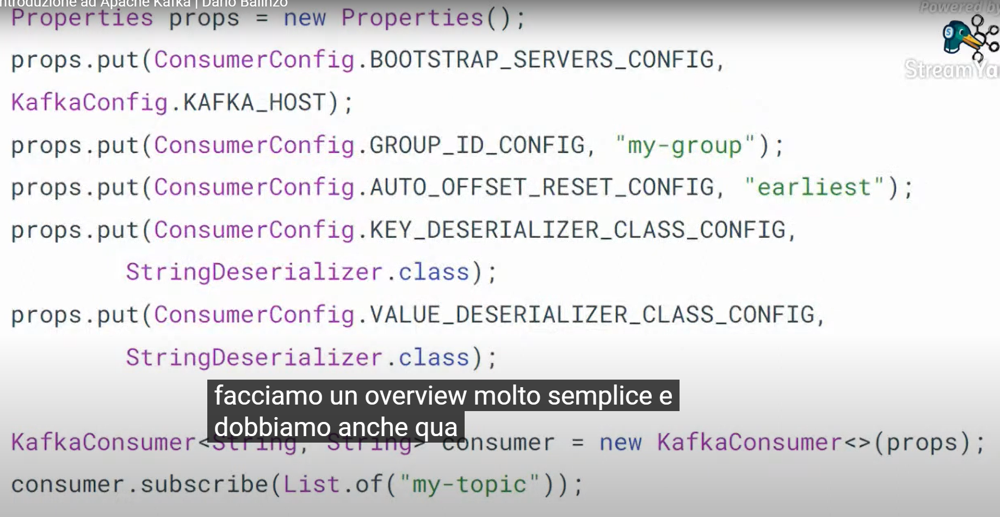 ntroduzione ad Apache Kafka | Dario Balinzo
Powered by
StreamYa
Properties props = new Properties();
props.put(ConsumerConfig.BOOTSTRAP_SERVERS_CONFIG,
KafkaConfig.KAFKA_HOST);
props.put(ConsumerConfig.GROUP_ID_CONFIG, "my-group");
props.put(ConsumerConfig.AUTO_OFFSET_RESET_CONFIG, "earliest");
props.put(ConsumerConfig.KEY_DESERIALIZER_CLASS_CONFIG,
StringDeserializer.class);
props.put(ConsumerConfig.VALUE_DESERIALIZER_CLASS_CONFIG,
StringDeserializer.class);
facciamo un overview molto semplice e
dobbiamo anche qua
KafkaConsumer<String, String> consumer = new KafkaConsumer<>(props);
consumer.subscribe(List.of("my-topic"));